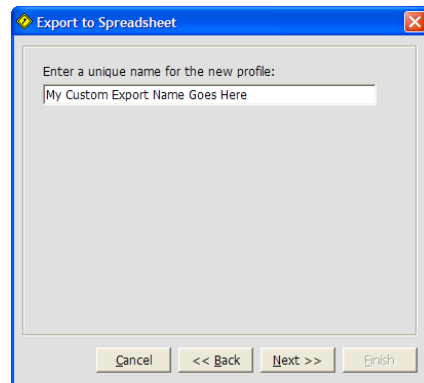 Export to Spreadsheet
Enter a unique name for the new profile:
My Custom Export Name Goes Here
Cancel << Back Next >> Finish